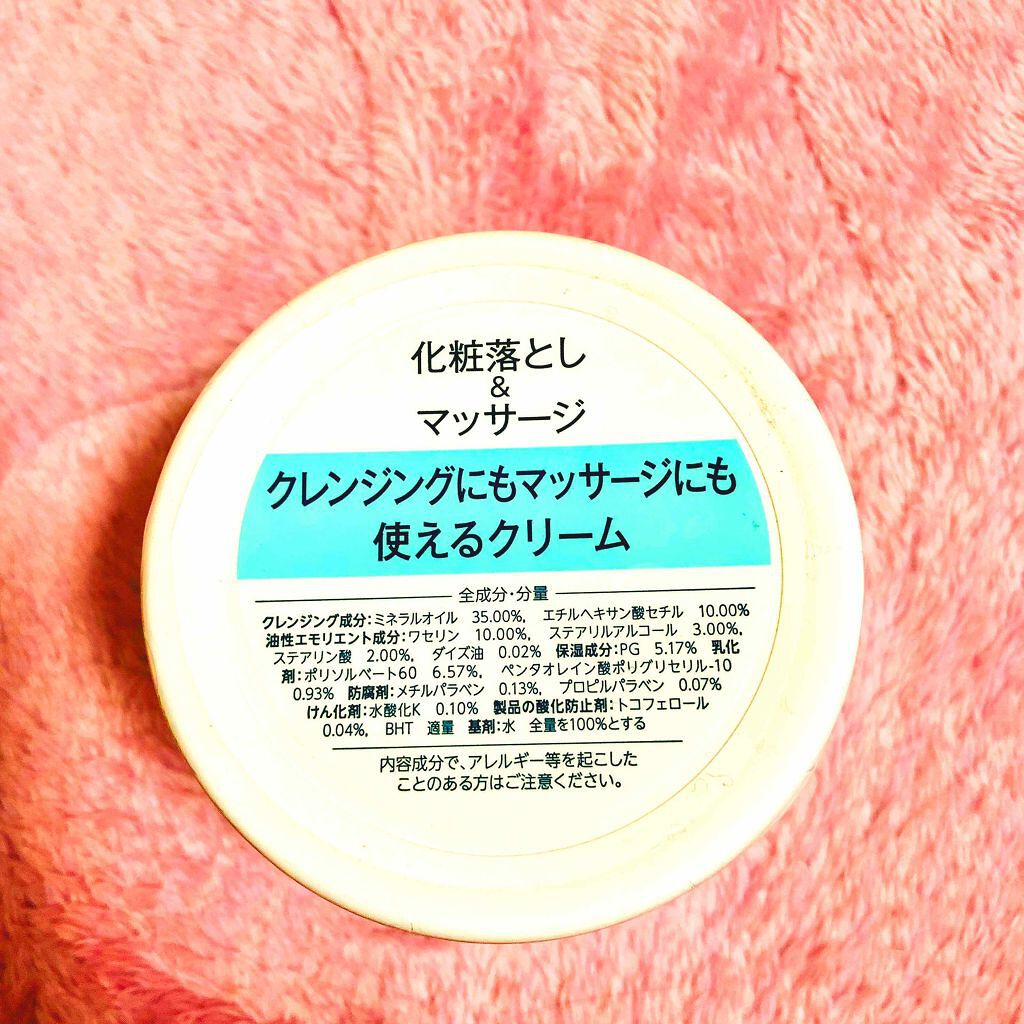 化粧落とし
&
マッサージ
クレンジングにもマッサージにも
使えるクリーム
全成分・分量
クレンジング成分:ミネラルオイル 35.00%, エチルヘキサン酸セチル 10.00%
油性エモリエント成分:ワセリン 10.00%, ステアリルアルコール 3.00%,
ステアリン酸 2.00%, ダイズ油 0.02% 保湿成分:PG 5.17% 乳化
剤:ポリソルベート60 6.57%, ペンタオレイン酸ポリグリセリル-10
0.93% 防腐剤:メチルパラベン 0.13%, プロピルパラベン 0.07%
けん化剤:水酸化K 0.10% 製品の酸化防止剤:トコフェロール
0.04%, BHT 適量 基剤:水 全量を100%とする
内容成分で、アレルギー等を起こした
ことのある方はご注意ください。